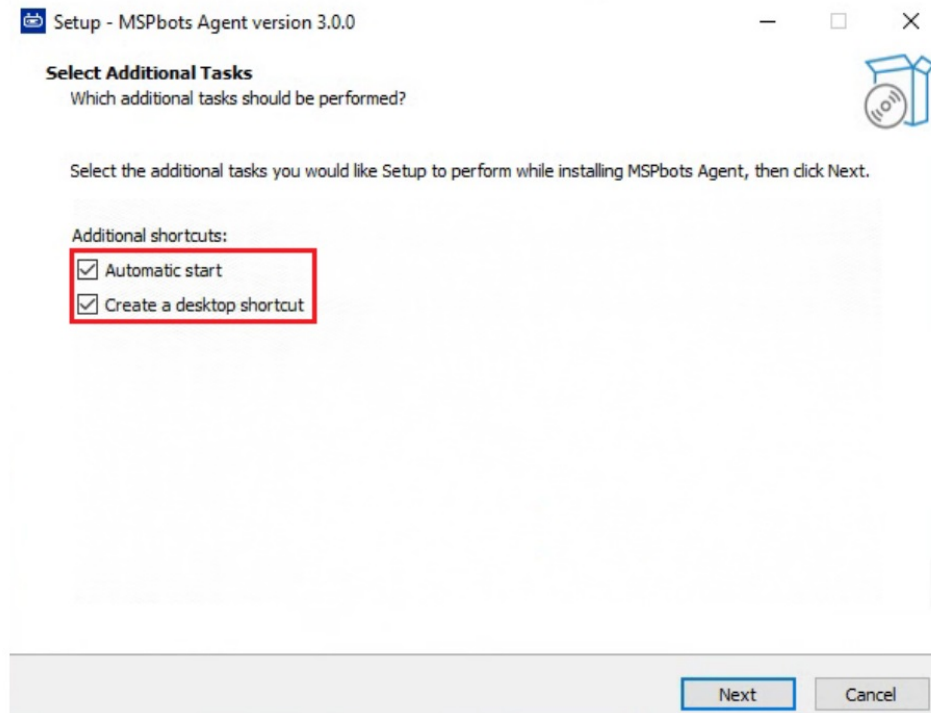 Setup - MSPbots Agent version 3.0.0
Select Additional Tasks
Which additional tasks should be performed?
Select the additional tasks you would like Setup to perform while installing MSPbots Agent, then click Next.
Additional shortcuts:
Automatic start
Create a desktop shortcut
Next
Cancel